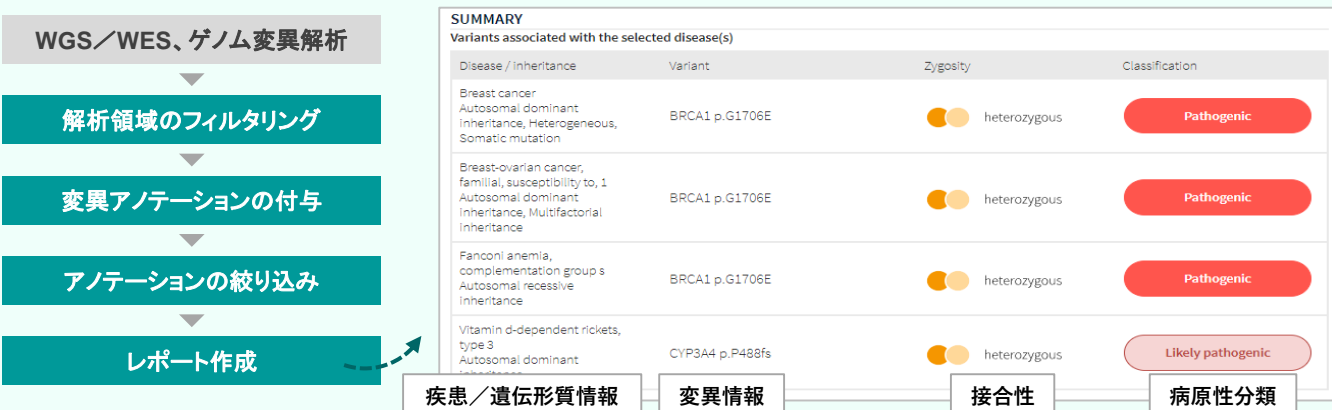 WGS／WES、ゲノム変異解析
解析領域のフィルタリング
変異アノテーションの付与
アノテーションの絞り込み
レポート作成
SUMMARY
Variants associated with the selected disease(s)
Disease / inheritance Variant Zygosity Classification
Breast cancer
Autosomal dominant
inheritance, Heterogeneous,
Somatic mutation
BRCA1 p.G1706E heterozygous Pathogenic
Breast-ovarian cancer,
familial, susceptibility to, 1
Autosomal dominant
inheritance, Multifactorial
inheritance
BRCA1 p.G1706E heterozygous Pathogenic
Fanconi anemia,
complementation group s
Autosomal recessive
inheritance
BRCA1 p.G1706E heterozygous Pathogenic
Vitamin d-dependent rickets,
type 3
Autosomal dominant
CYP3A4 p.P488fs heterozygous Likely pathogenic
疾患／遺伝形質情報 変異情報 接合性 病原性分類